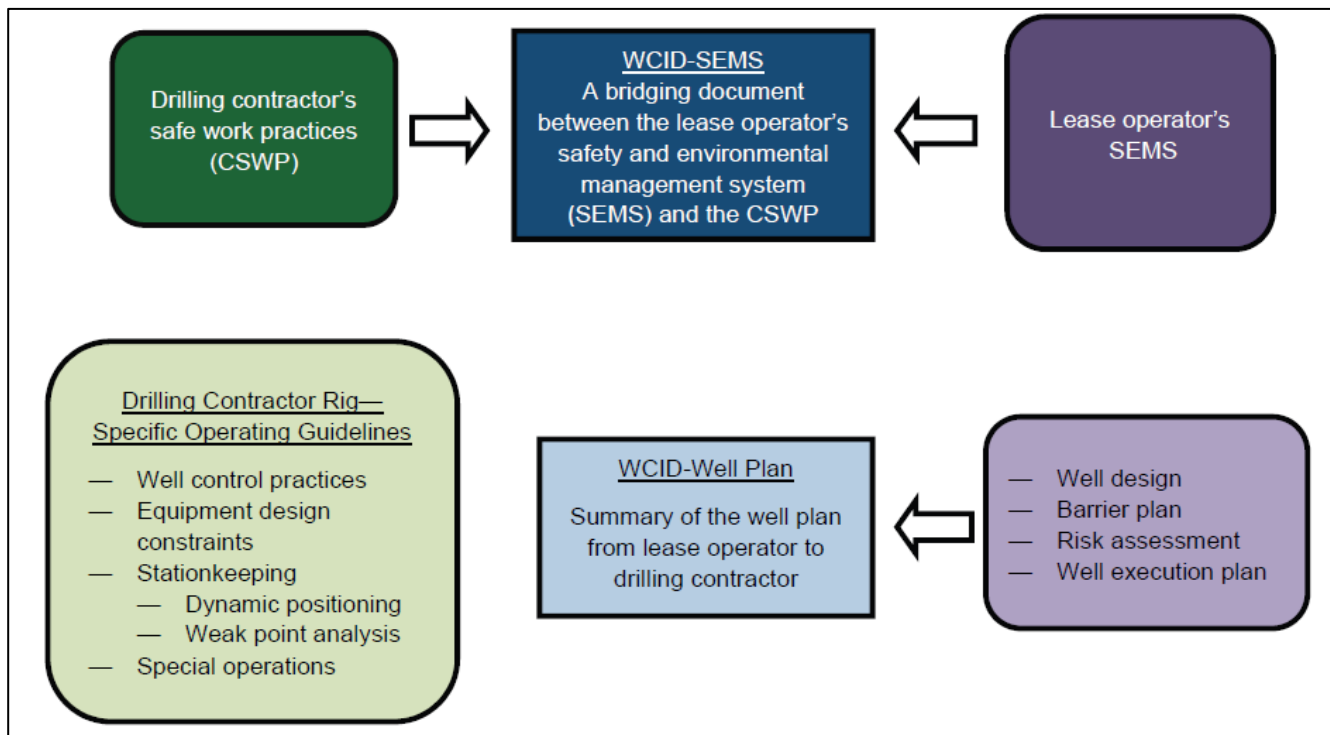 Drilling contractor's
safe work practices
(CSWP)
WCID-SEMS
A bridging document
between the lease operator's
safety and environmental
management system
(SEMS) and the CSWP
Lease operator's
SEMS
Drilling Contractor Rig—
Specific Operating Guidelines
— Well control practices
— Equipment design
constraints
— Stationkeeping
— Dynamic positioning
— Weak point analysis
— Special operations
WCID-Well Plan
Summary of the well plan
from lease operator to
drilling contractor
— Well design
— Barrier plan
— Risk assessment
— Well execution plan